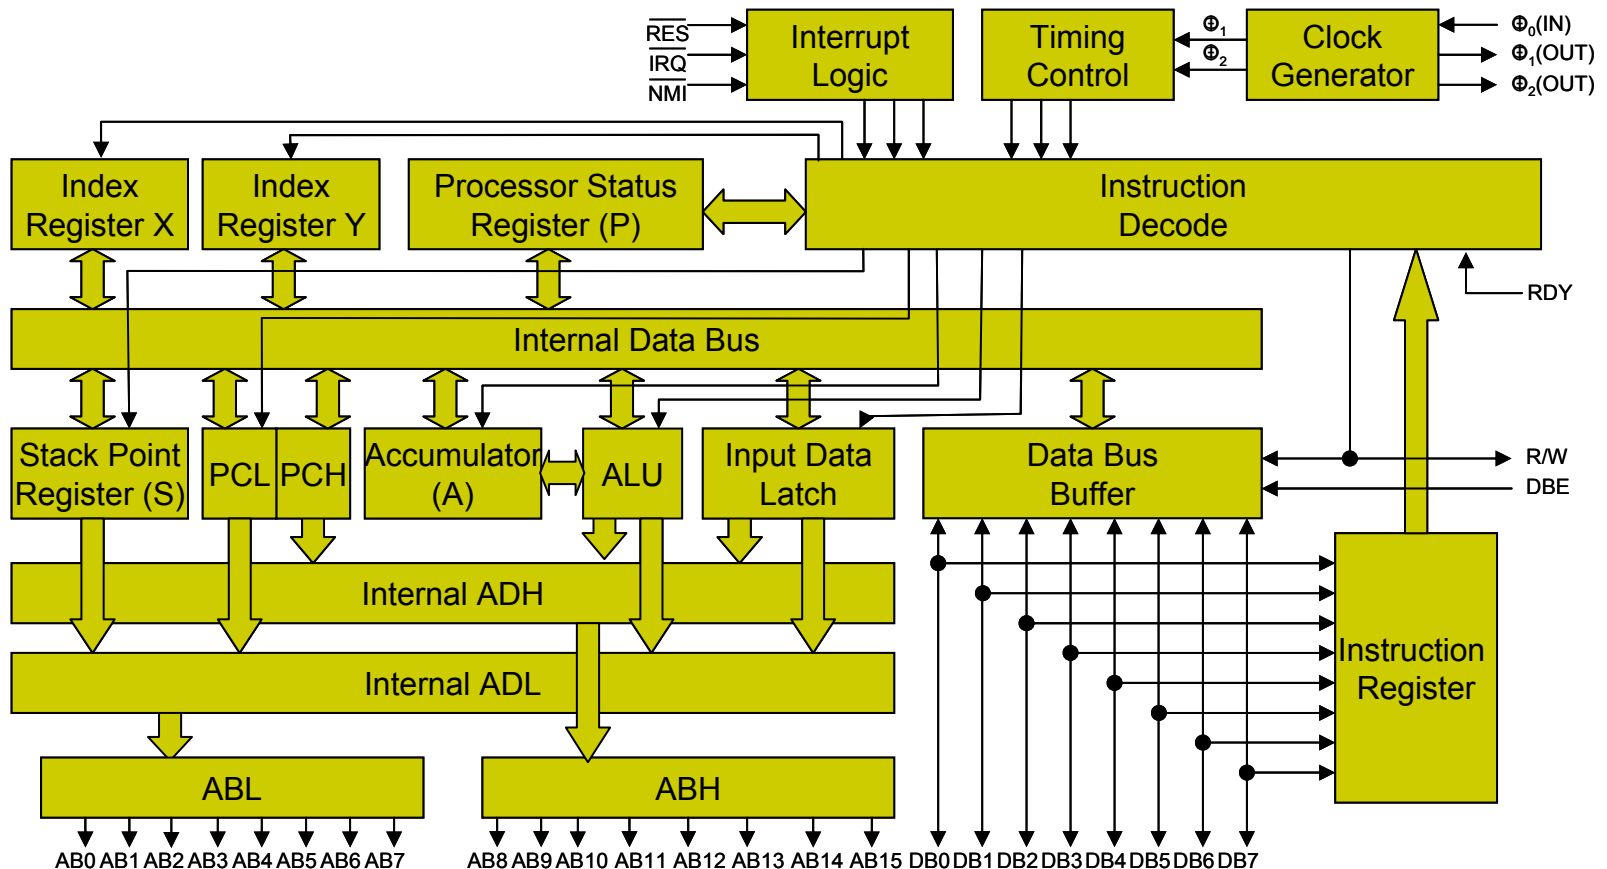 RES
IRQ
NMI
Interrupt
Logic
Timing
Control
Φ1
Φ2
Clock
Generator
Φ0(IN)
Φ1(OUT)
Φ2(OUT)
Index
Register X
Index
Register Y
Processor Status
Register (P)
Instruction
Decode
RDY
Internal Data Bus
Stack Point
Register (S)
PCL
PCH
Accumulator
(A)
ALU
Input Data
Latch
Data Bus
Buffer
R/W
DBE
Internal ADH
Internal ADL
Instruction
Register
ABL
ABH
AB0 AB1 AB2 AB3 AB4 AB5 AB6 AB7 AB8 AB9 AB10 AB11 AB12 AB13 AB14 AB15 DB0 DB1 DB2 DB3 DB4 DB5 DB6 DB7